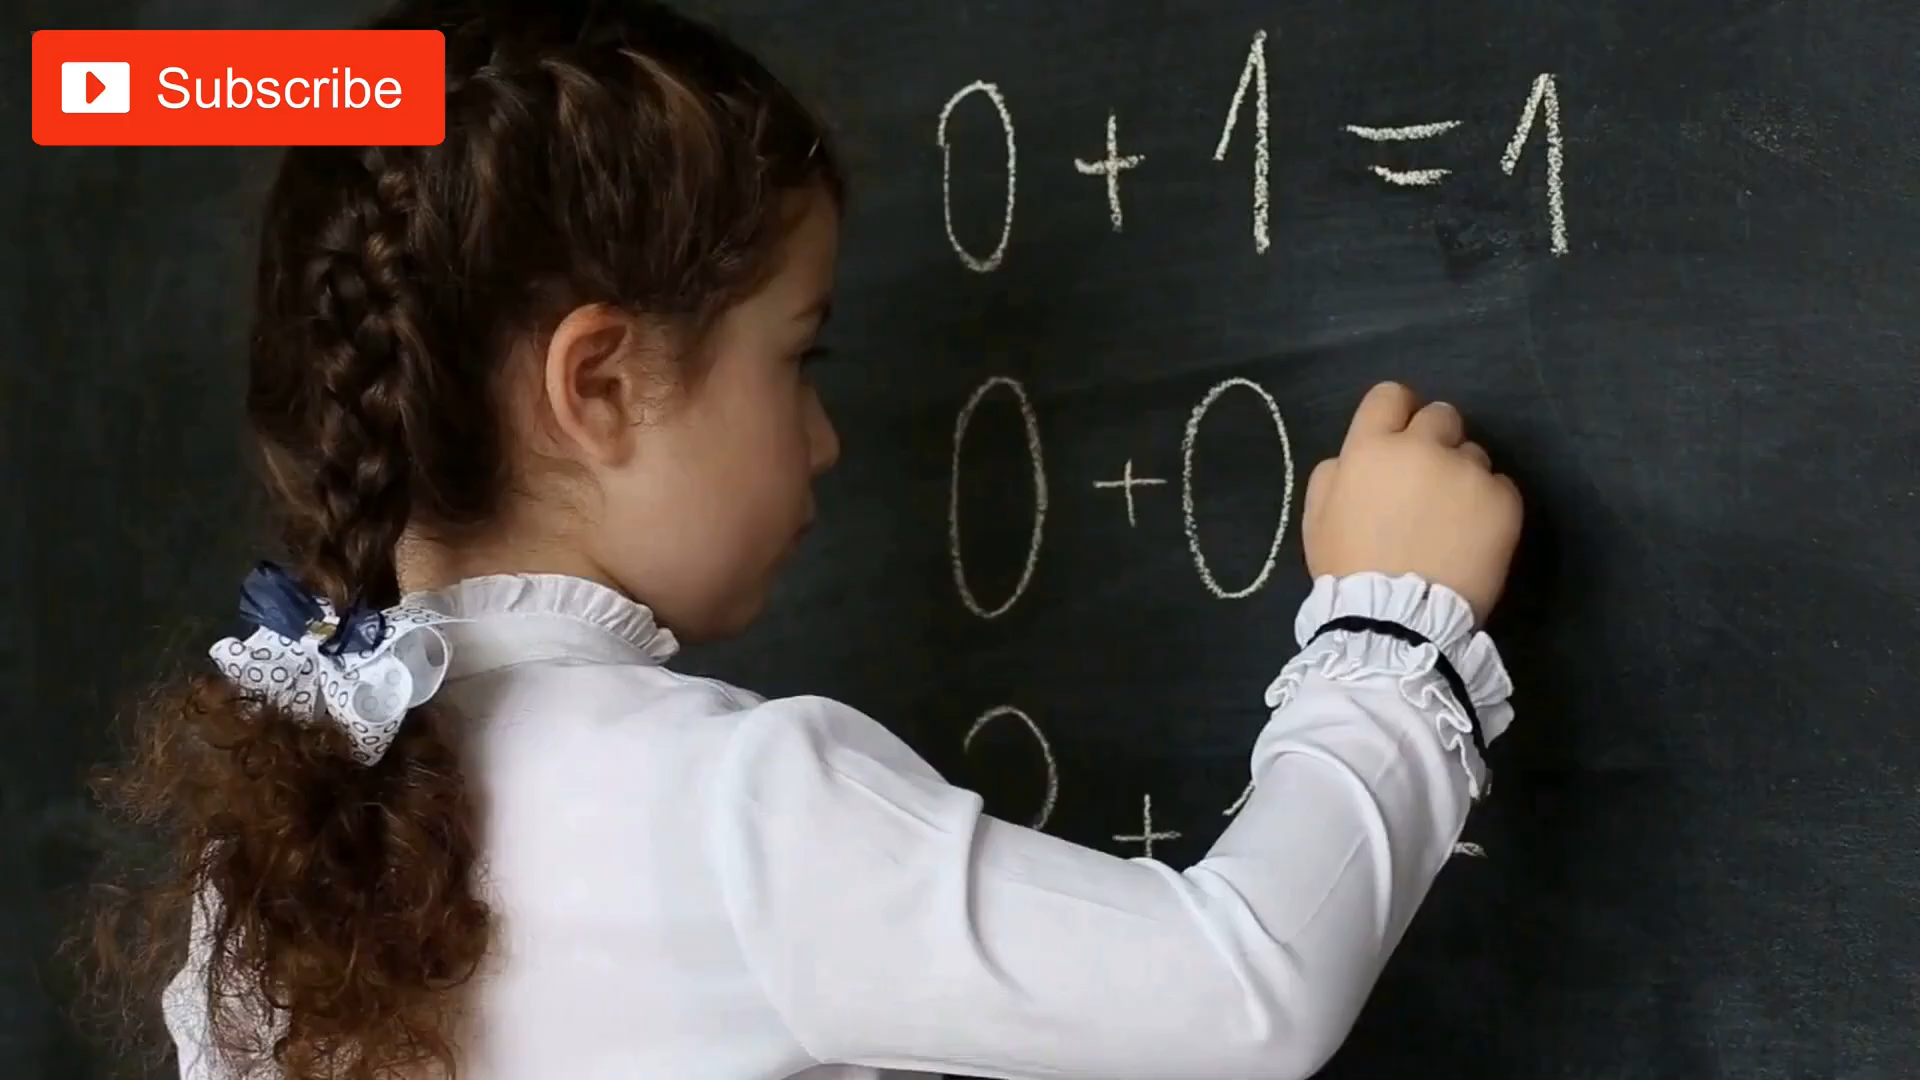 Subscribe
0 + 1 = 1
0 + 0
+